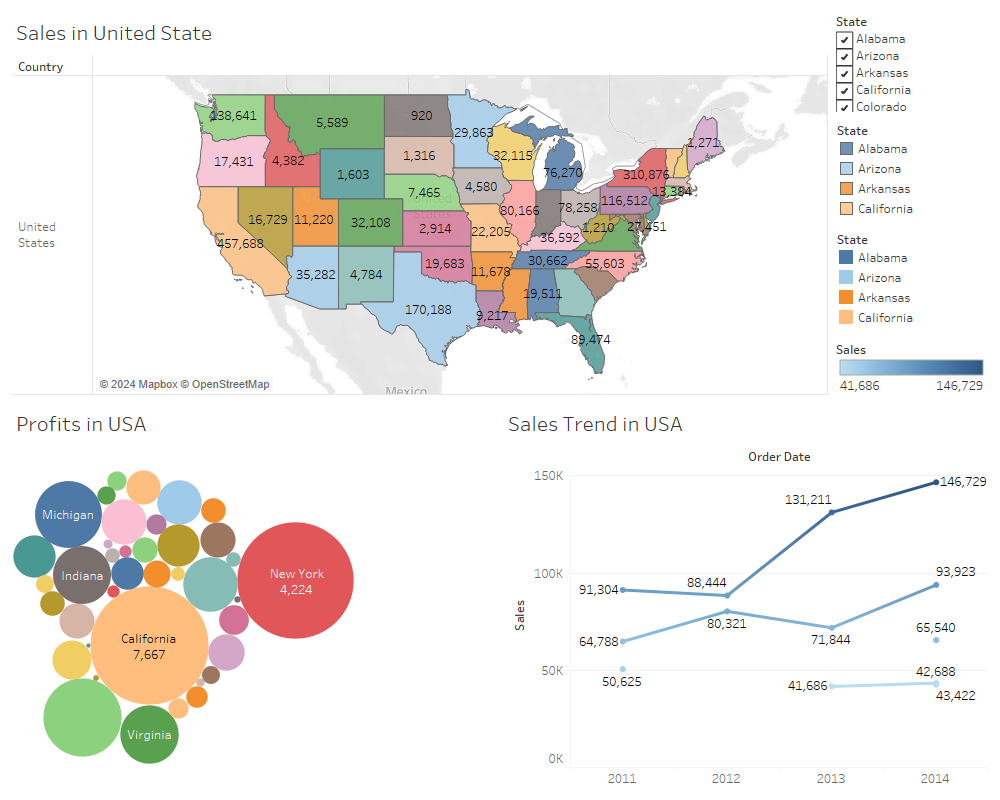 Sales in United State
Country
United
States
138,641
5,589
920
29,863
1,271
17,431
4,382
1,316
32,115
76,270
310,876
1,603
7,465
4,580
13,384
116,512
16,729
11,220
32,108
2,914
22,205
80,166
78,258
1,210
27,451
457,688
36,592
35,282
4,784
19,683
11,678
30,662
55,603
170,188
9,217
19,511
89,474
© 2024 Mapbox © OpenStreetMap
Mexico
State
Alabama
Arizona
Arkansas
California
Colorado
State
Alabama
Arizona
Arkansas
California
State
Alabama
Arizona
Arkansas
California
Sales
41,686 146,729
Profits in USA
Michigan
Indiana
New York
4,224
California
7,667
Virginia
Sales Trend in USA
Order Date
Sales
150K
100K
50K
0K
91,304
88,444
131,211
146,729
64,788
80,321
71,844
93,923
50,625
65,540
41,686
42,688
43,422
2011 2012 2013 2014